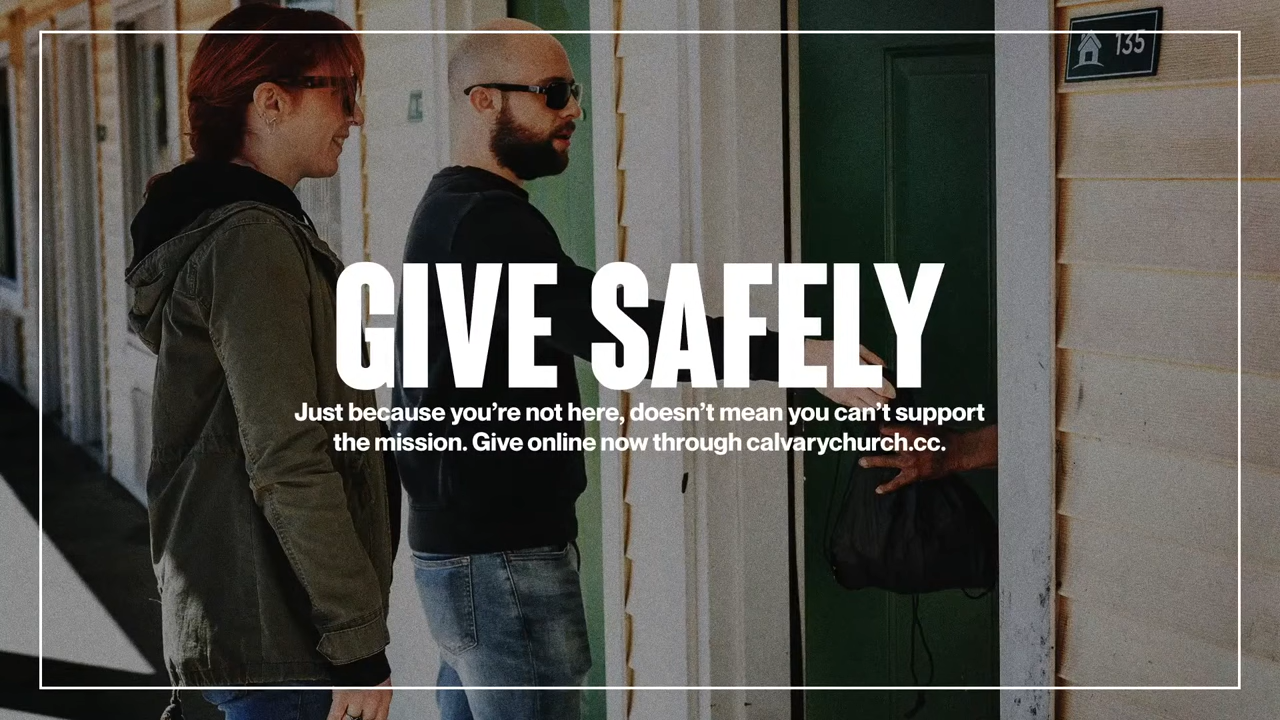 135
GIVE SAFELY
Just because you’re not here, doesn’t mean you can’t support
the mission. Give online now through calvarychurch.cc.